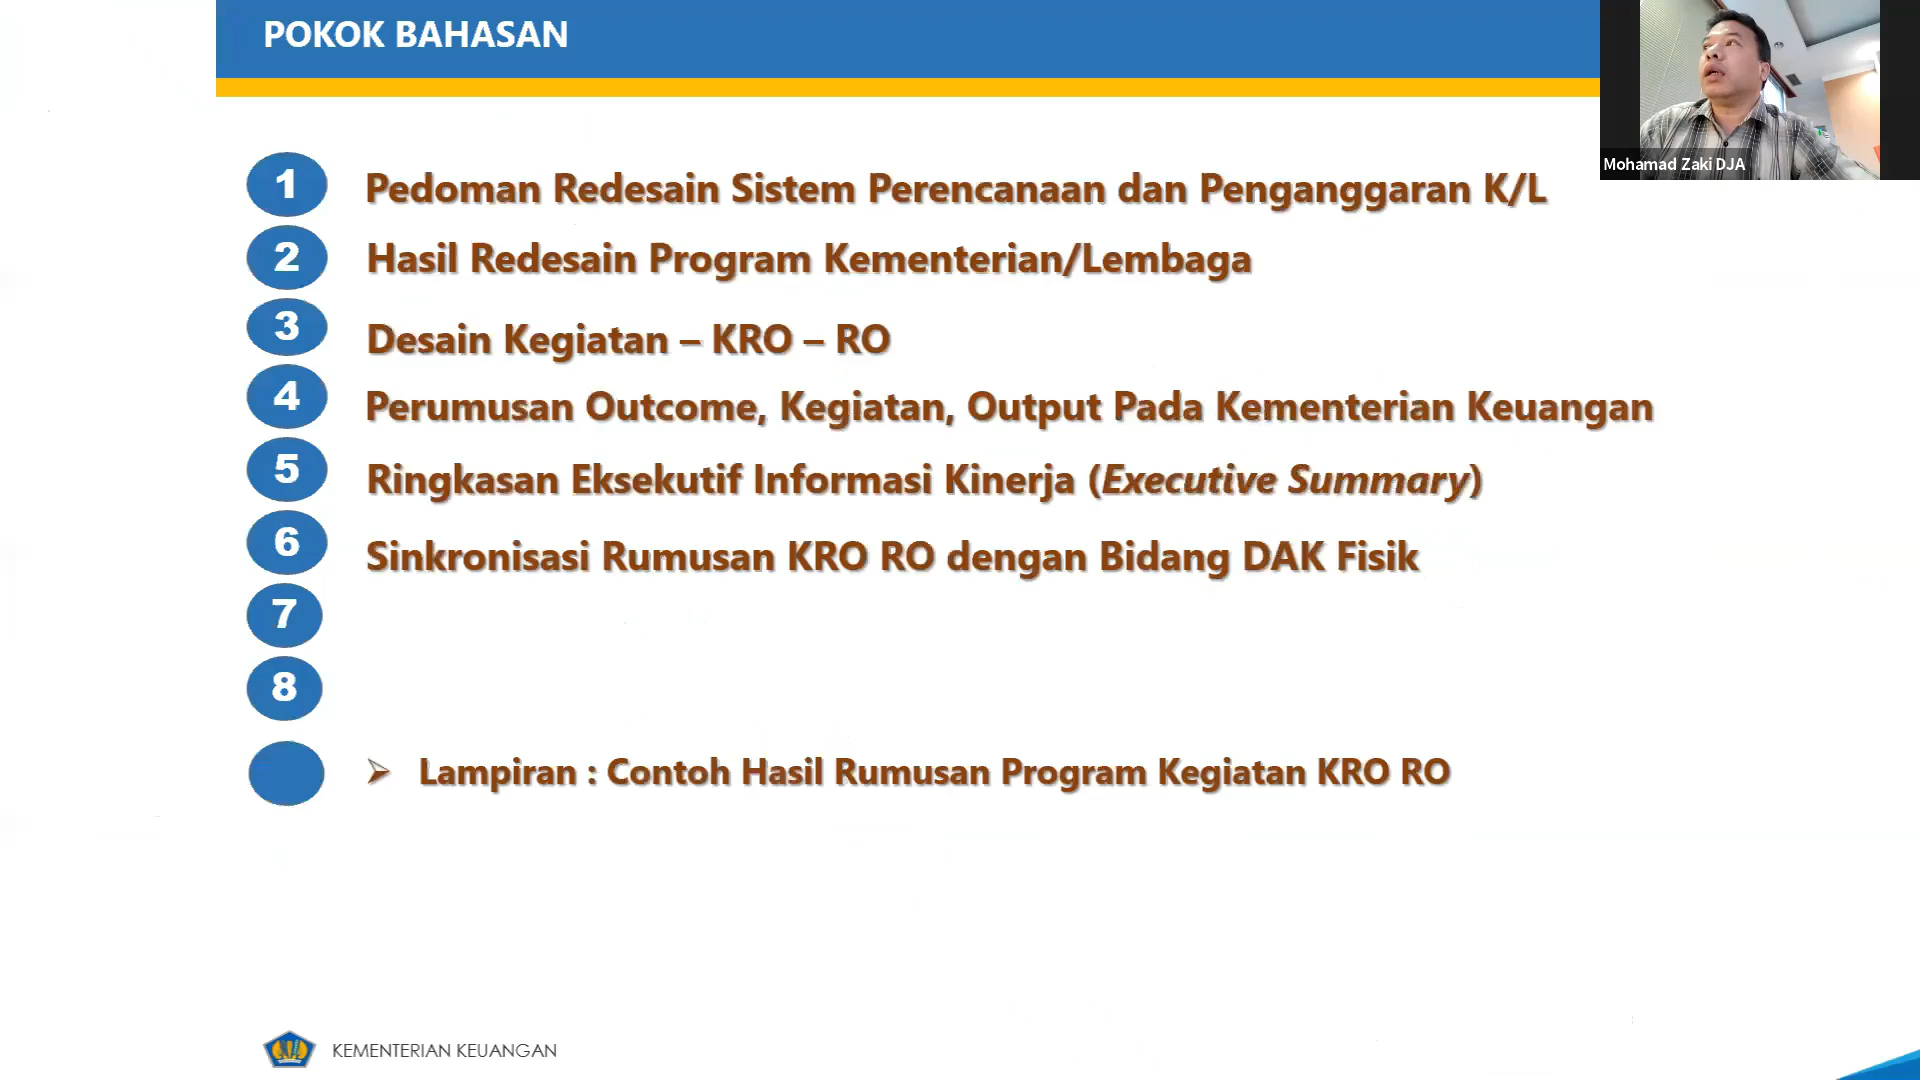 POKOK BAHASAN
Mohamad Zaki DJA
1 Pedoman Redesain Sistem Perencanaan dan Penganggaran K/L
2 Hasil Redesain Program Kementerian/Lembaga
3 Desain Kegiatan – KRO – RO
4 Perumusan Outcome, Kegiatan, Output Pada Kementerian Keuangan
5 Ringkasan Eksekutif Informasi Kinerja (Executive Summary)
6 Sinkronisasi Rumusan KRO RO dengan Bidang DAK Fisik
7
8
➢ Lampiran : Contoh Hasil Rumusan Program Kegiatan KRO RO
KEMENTERIAN KEUANGAN